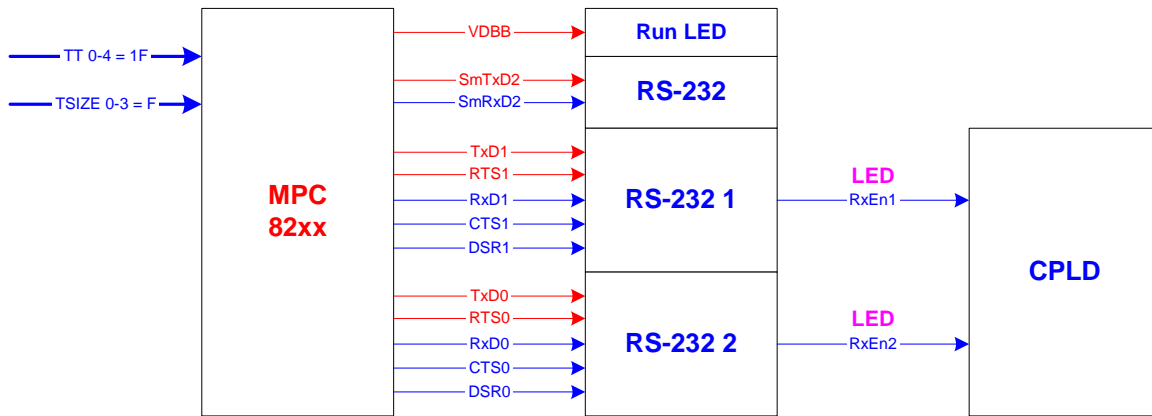 TT 0-4 = 1F
TSIZE 0-3 = F
MPC
82xx
VDBB
SmTxD2
SmRxD2
TxD1
RTS1
RxD1
CTS1
DSR1
TxD0
RTS0
RxD0
CTS0
DSR0
Run LED
RS-232
RS-232 1
RS-232 2
LED
RxEn1
LED
RxEn2
CPLD